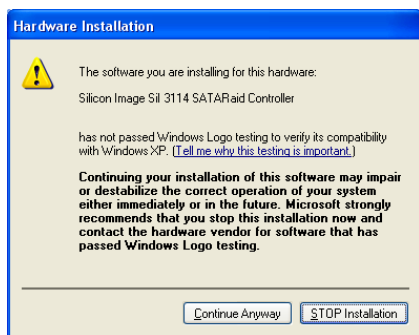 Hardware Installation
The software you are installing for this hardware:
Silicon Image SiI 3114 SATARaid Controller
has not passed Windows Logo testing to verify its compatibility
with Windows XP. (Tell me why this testing is important.)
Continuing your installation of this software may impair
or destabilize the correct operation of your system
either immediately or in the future. Microsoft strongly
recommends that you stop this installation now and
contact the hardware vendor for software that has
passed Windows Logo testing.
Continue Anyway STOP Installation